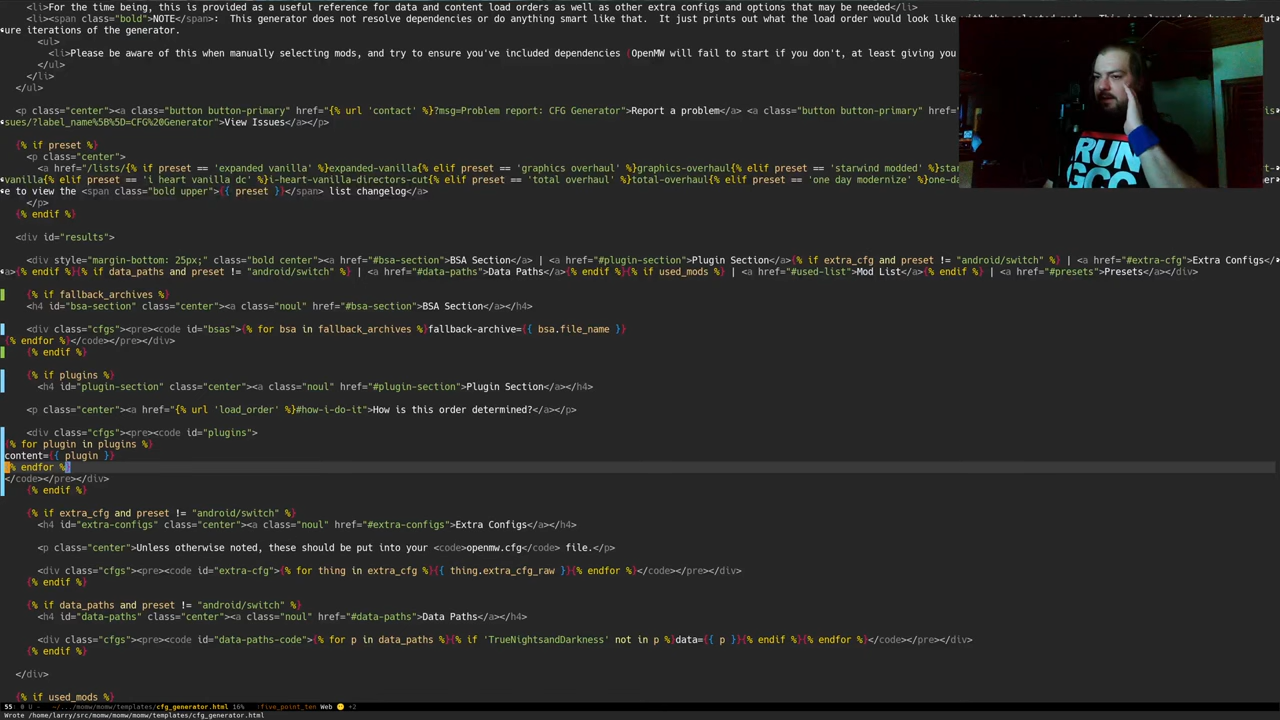 <li>For the time being, this is provided as a useful reference for data and content load orders as well as other extra configs and options that may be needed</li>
<li><span class="bold">NOTE</span>:  This generator does not resolve dependencies or do anything smart like that.  It just prints out what the load order would look like
ure iterations of the generator.
<ul>
<li>Please be aware of this when manually selecting mods, and try to ensure you've included dependencies (OpenMW will fail to start if you don't, at least giving you
</ul>
</li>
</ul>
<p class="center"><a class="button button-primary" href="{% url 'contact' %}?msg=Problem report: CFG Generator">Report a problem</a> <a class="button button-primary" href=
sues/?label_name%5B%5D=CFG%20Generator">View Issues</a></p>
{% if preset %}
<p class="center">
<a href="/lists/{% if preset == 'expanded vanilla' %}expanded-vanilla{% elif preset == 'graphics overhaul' %}graphics-overhaul{% elif preset == 'starwind modded' %}
vanilla{% elif preset == 'i heart vanilla dc' %}i-heart-vanilla-directors-cut{% elif preset == 'total overhaul' %}total-overhaul{% elif preset == 'one day modernize' %}
e to view the <span class="bold upper">{{ preset }}</span> list changelog</a>
</p>
{% endif %}
<div id="results">
<div style="margin-bottom: 25px;" class="bold center"><a href="#bsa-section">BSA Section</a> | <a href="#plugin-section">Plugin Section</a>{% if extra_cfg and preset != "android/switch" %} | <a href="#extra-cfg">Extra Configs</
a>{% endif %}{% if data_paths and preset != "android/switch" %} | <a href="#data-paths">Data Paths</a>{% endif %}{% if used_mods %} | <a href="#used-list">Mod List</a>{% endif %} | <a href="#presets">Presets</a></div>
{% if fallback_archives %}
<h4 id="bsa-section" class="center"><a class="noul" href="#bsa-section">BSA Section</a></h4>
<div class="cfgs"><pre><code id="bsas">{% for bsa in fallback_archives %}fallback-archive={{ bsa.file_name }}
{% endfor %}</code></pre></div>
{% endif %}
{% if plugins %}
<h4 id="plugin-section" class="center"><a class="noul" href="#plugin-section">Plugin Section</a></h4>
<p class="center"><a href="{% url 'load_order' %}#how-i-do-it">How is this order determined?</a></p>
<div class="cfgs"><pre><code id="plugins">
{% for plugin in plugins %}
content={{ plugin }}
{% endfor %}
</code></pre></div>
{% endif %}
{% if extra_cfg and preset != "android/switch" %}
<h4 id="extra-configs" class="center"><a class="noul" href="#extra-configs">Extra Configs</a></h4>
<p class="center">Unless otherwise noted, these should be put into your <code>openmw.cfg</code> file.</p>
<div class="cfgs"><pre><code id="extra-cfg">{% for thing in extra_cfg %}{{ thing.extra_cfg_raw }}{% endfor %}</code></pre></div>
{% endif %}
{% if data_paths and preset != "android/switch" %}
<h4 id="data-paths" class="center"><a class="noul" href="#data-paths">Data Paths</a></h4>
<div class="cfgs"><pre><code id="data-paths-code">{% for p in data_paths %}{% if 'TrueNightsandDarkness' not in p %}data={{ p }}{% endif %}{% endfor %}</code></pre></div>
{% endif %}
</div>
{% if used_mods %}
~/.../momw/momw/templates/cfg_generator.html 16% !five_point_ten Web +2
Wrote /home/larry/src/momw/momw/momw/templates/cfg_generator.html
RUN
GCC